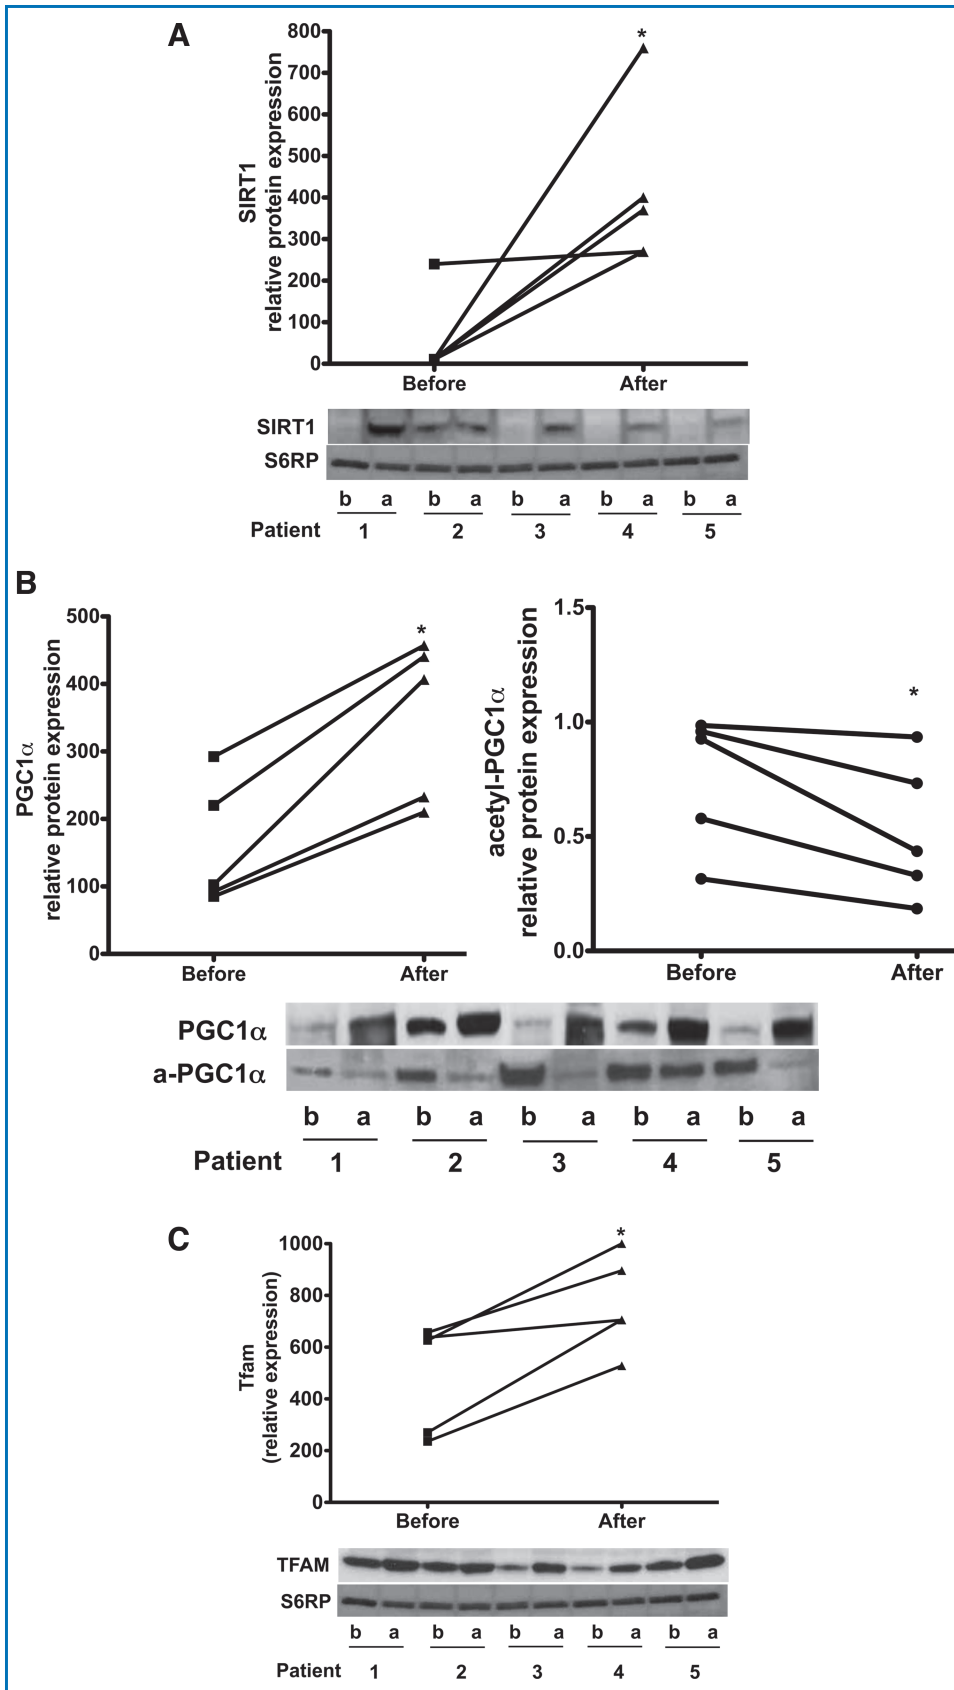 A
*
800
700
600
500
400
300
200
100
0
SIRT1
relative protein expression
Before After
SIRT1
S6RP
b a b a b a b a b a
Patient 1 2 3 4 5
B
*
500
400
300
200
100
0
PGC1α
relative protein expression
Before After
*
1.5
1.0
0.5
0.0
acetyl-PGC1α
relative protein expression
Before After
PGC1α
a-PGC1α
b a b a b a b a b a
Patient 1 2 3 4 5
C
*
1000
800
600
400
200
0
Tfam
(relative expression)
Before After
TFAM
S6RP
b a b a b a b a b a
Patient 1 2 3 4 5